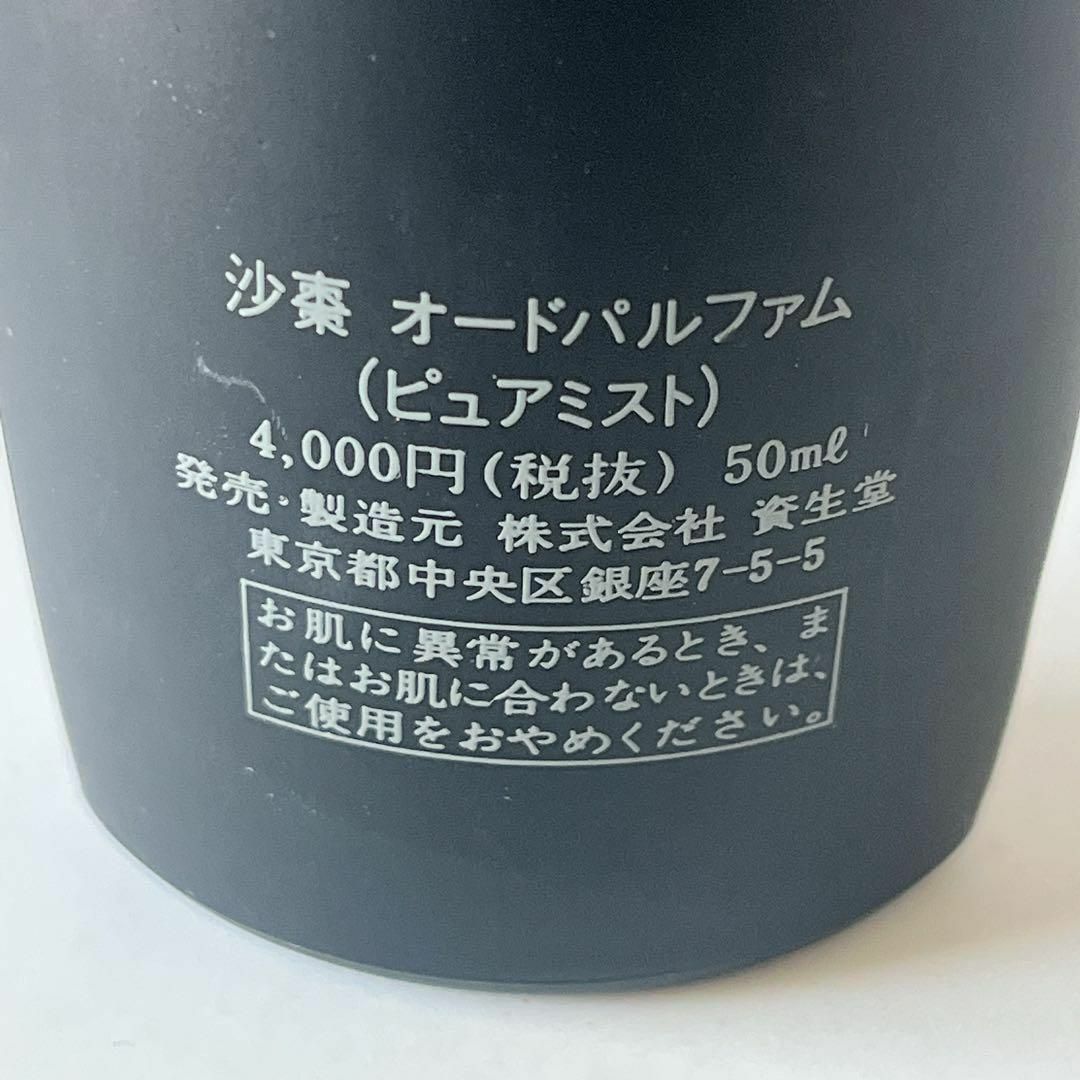 沙棗 オードパルファム
(ピュアミスト)
4,000円(税抜) 50mℓ
発売・製造元 株式会社 資生堂
東京都中央区銀座7-5-5
お肌に異常があるとき、ま
たはお肌に合わないときは、
ご使用をおやめください。